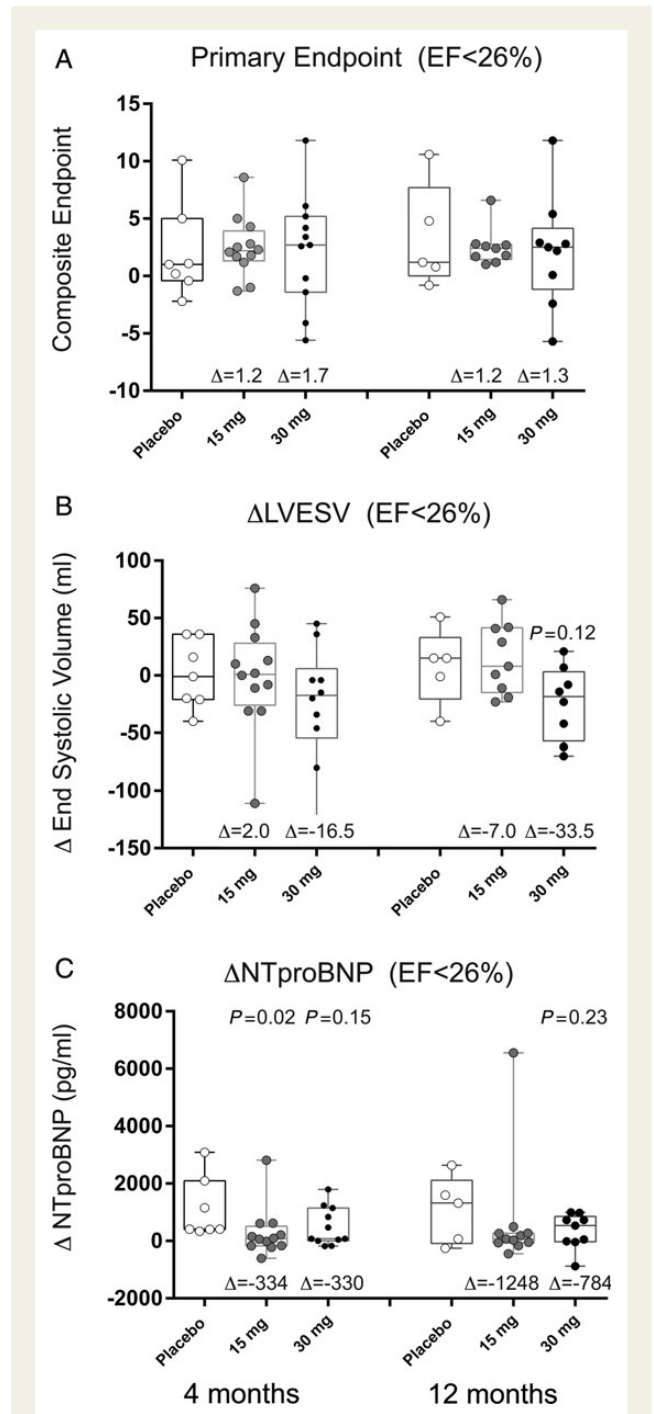 A
Primary Endpoint (EF<26%)
Composite Endpoint
15
10
5
0
-5
-10
Δ=1.2 Δ=1.7 Δ=1.2 Δ=1.3
Placebo 15 mg 30 mg Placebo 15 mg 30 mg
B
ΔLVESV (EF<26%)
Δ End Systolic Volume (ml)
100
50
0
-50
-100
-150
P=0.12
Δ=2.0 Δ=-16.5 Δ=-7.0 Δ=-33.5
Placebo 15 mg 30 mg Placebo 15 mg 30 mg
C
ΔNTproBNP (EF<26%)
Δ NTproBNP (pg/ml)
8000
6000
4000
2000
0
-2000
P=0.02 P=0.15 P=0.23
Δ=-334 Δ=-330 Δ=-1248 Δ=-784
Placebo 15 mg 30 mg Placebo 15 mg 30 mg
4 months 12 months